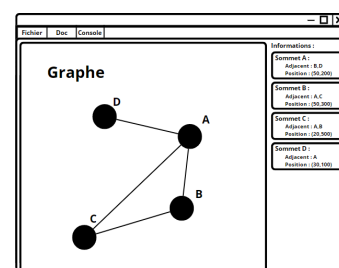 Fichier Doc Console
Informations :
Graphe
D
A
B
C
Sommet A :
Adjacent : B,D
Position : (50,200)
Sommet B :
Adjacent : A,C
Position : (50,300)
Sommet C :
Adjacent : A,B
Position : (20,500)
Sommet D :
Adjacent : A
Position : (30,100)